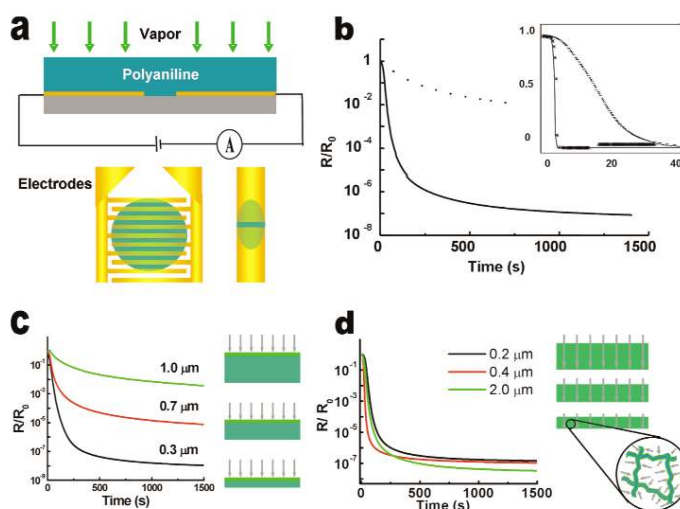 a
Vapor
Polyaniline
A
Electrodes
b
R/R0
1
10-2
10-4
10-6
10-8
0 500 1000 1500
Time (s)
1.0
0.5
0
0 20 40
c
R/R0
10-1
10-3
10-5
10-7
10-8
1.0 μm
0.7 μm
0.3 μm
0 500 1000 1500
Time (s)
d
R/R0
10-1
10-3
10-5
10-7
0.2 μm
0.4 μm
2.0 μm
0 500 1000 1500
Time (s)